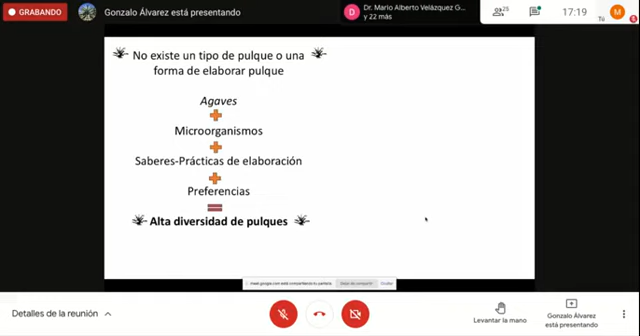 GRABANDO
Gonzalo Álvarez está presentando
D
Dr. Mario Alberto Velázquez G...
y 22 más
25
17:19
Tú
M
No existe un tipo de pulque o una
forma de elaborar pulque
Agaves
Microorganismos
Saberes-Prácticas de elaboración
Preferencias
Alta diversidad de pulques
Detalles de la reunión
Levantar la mano
Gonzalo Álvarez
está presentando